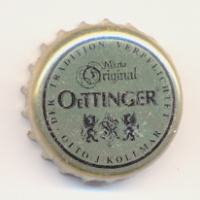 DER TRADITION VERPFLICHTET
Original
OETTINGER
OTTO J KOLLMAR